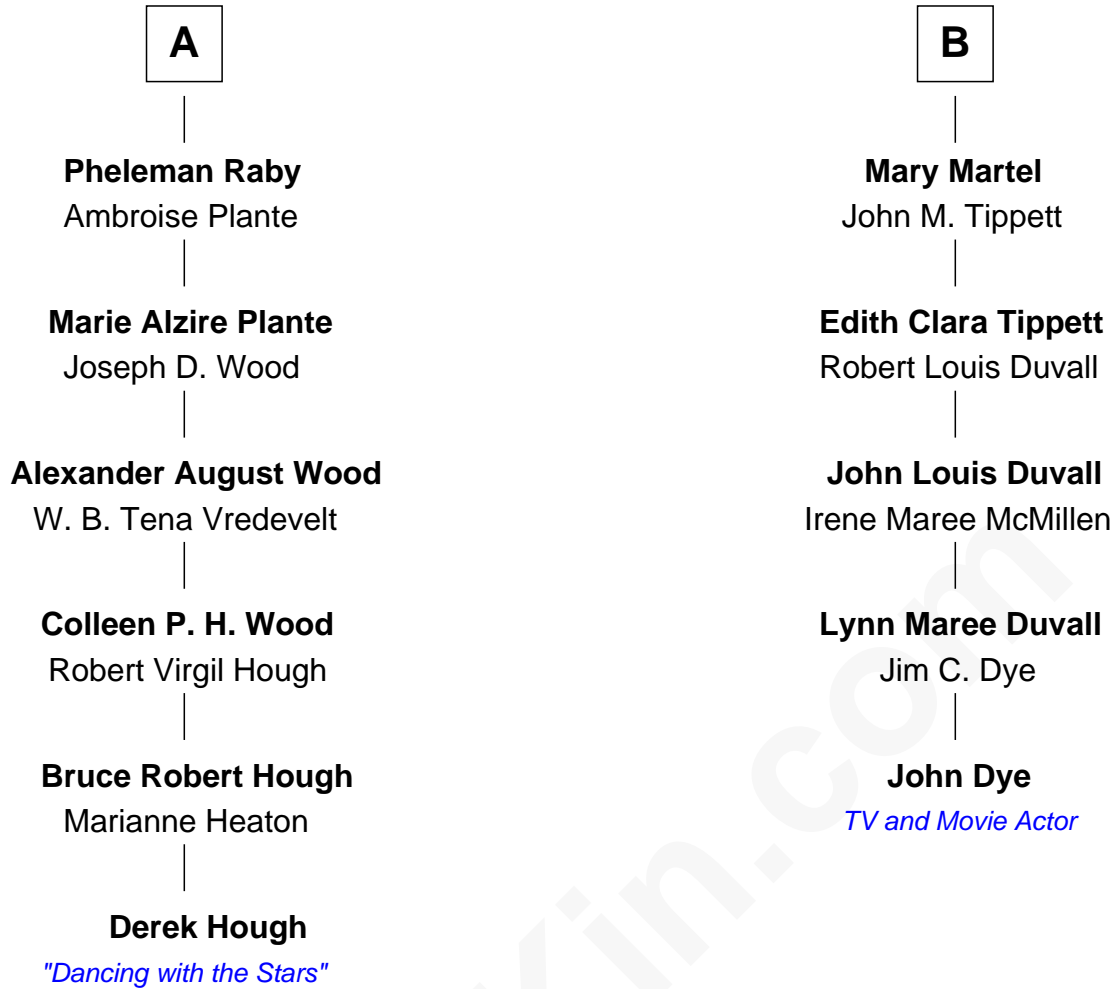 A
Pheleman Raby
Ambroise Plante
Marie Alzire Plante
Joseph D. Wood
Alexander August Wood
W. B. Tena Vredevelt
Colleen P. H. Wood
Robert Virgil Hough
Bruce Robert Hough
Marianne Heaton
Derek Hough
"Dancing with the Stars"
B
Mary Martel
John M. Tippett
Edith Clara Tippett
Robert Louis Duvall
John Louis Duvall
Irene Maree McMillen
Lynn Maree Duvall
Jim C. Dye
John Dye
TV and Movie Actor
Kin.com